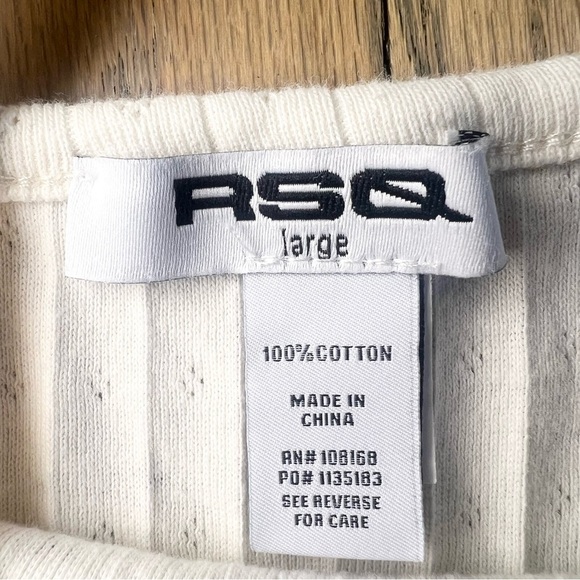 RSQ
large
100%COTTON
MADE IN
CHINA
RN# 108168
PO# 1135183
SEE REVERSE
FOR CARE